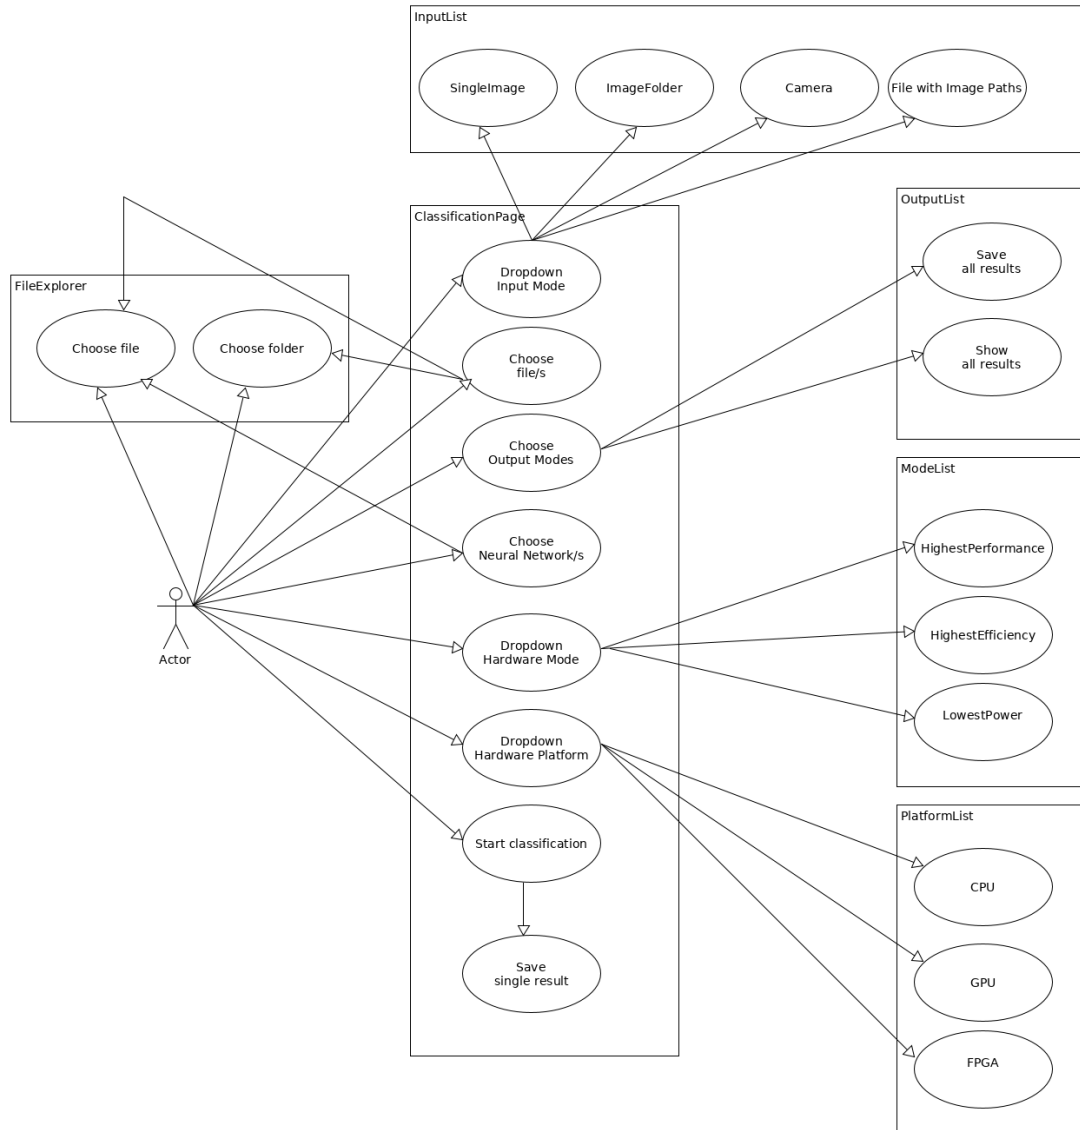 InputList
SingleImage
ImageFolder
Camera
File with Image Paths
OutputList
Save
all results
Show
all results
ClassificationPage
Dropdown
Input Mode
Choose
file/s
Choose
Output Modes
Choose
Neural Network/s
Dropdown
Hardware Mode
Dropdown
Hardware Platform
Start classification
Save
single result
FileExplorer
Choose file
Choose folder
Actor
ModeList
HighestPerformance
HighestEfficiency
LowestPower
PlatformList
CPU
GPU
FPGA